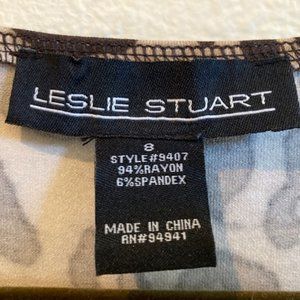 LESLIE STUART
8
STYLE#9407
94%RAYON
6%SPANDEX
MADE IN CHINA
RN#94941